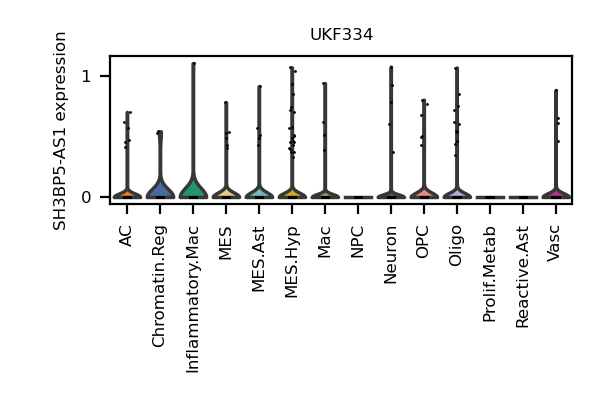 UKF334
SH3BP5-AS1 expression
1
0
AC
Chromatin.Reg
Inflammatory.Mac
MES
MES.Ast
MES.Hyp
Mac
NPC
Neuron
OPC
Oligo
Prolif.Metab
Reactive.Ast
Vasc